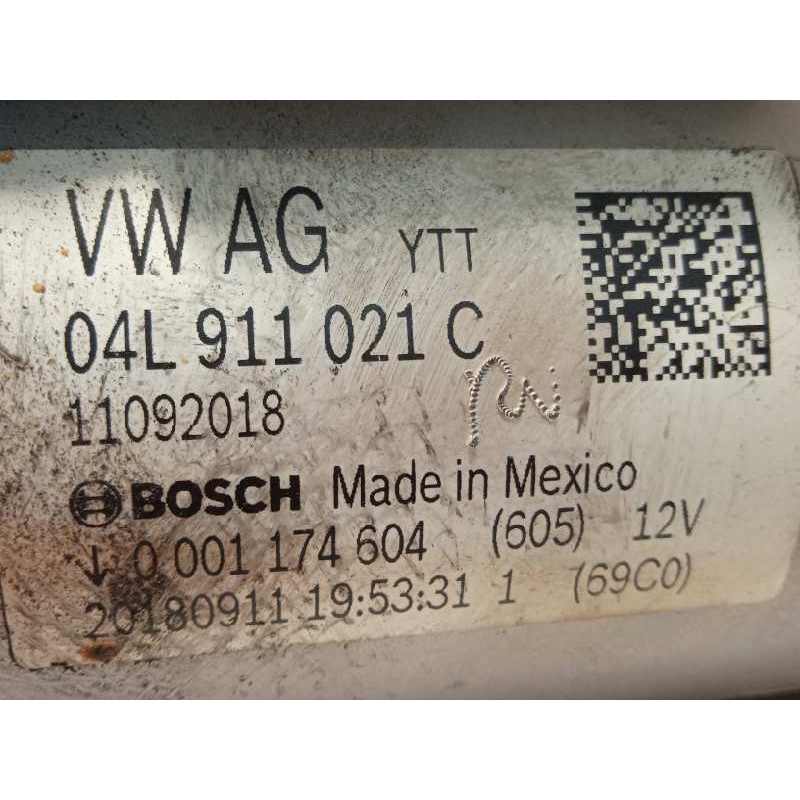 VW AG YTT
04L 911 021 C
11092018
BOSCH Made in Mexico
↓ 0 001 174 604 (605) 12V
20180911 19:53:31 1 (69C0)